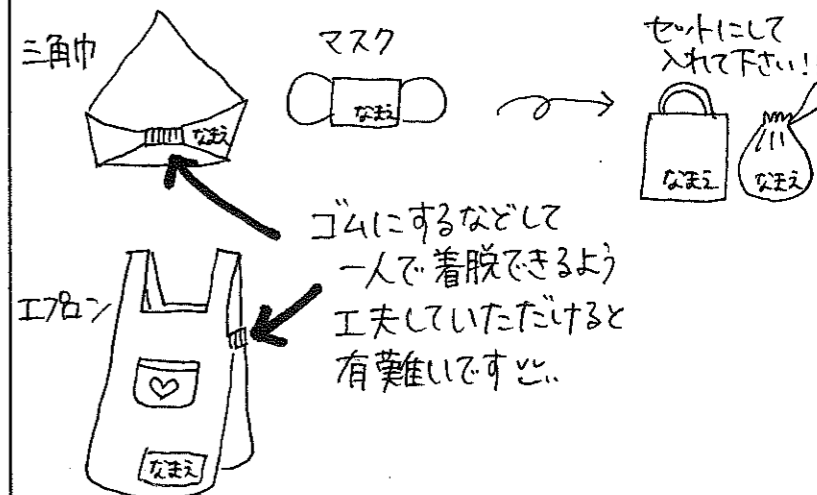 三角巾
なまえ
マスク
なまえ
セットにして
入れて下さい!
なまえ
なまえ
ゴムにするなどして
一人で着脱できるよう
工夫していただけると
有難いです
エプロン
なまえ